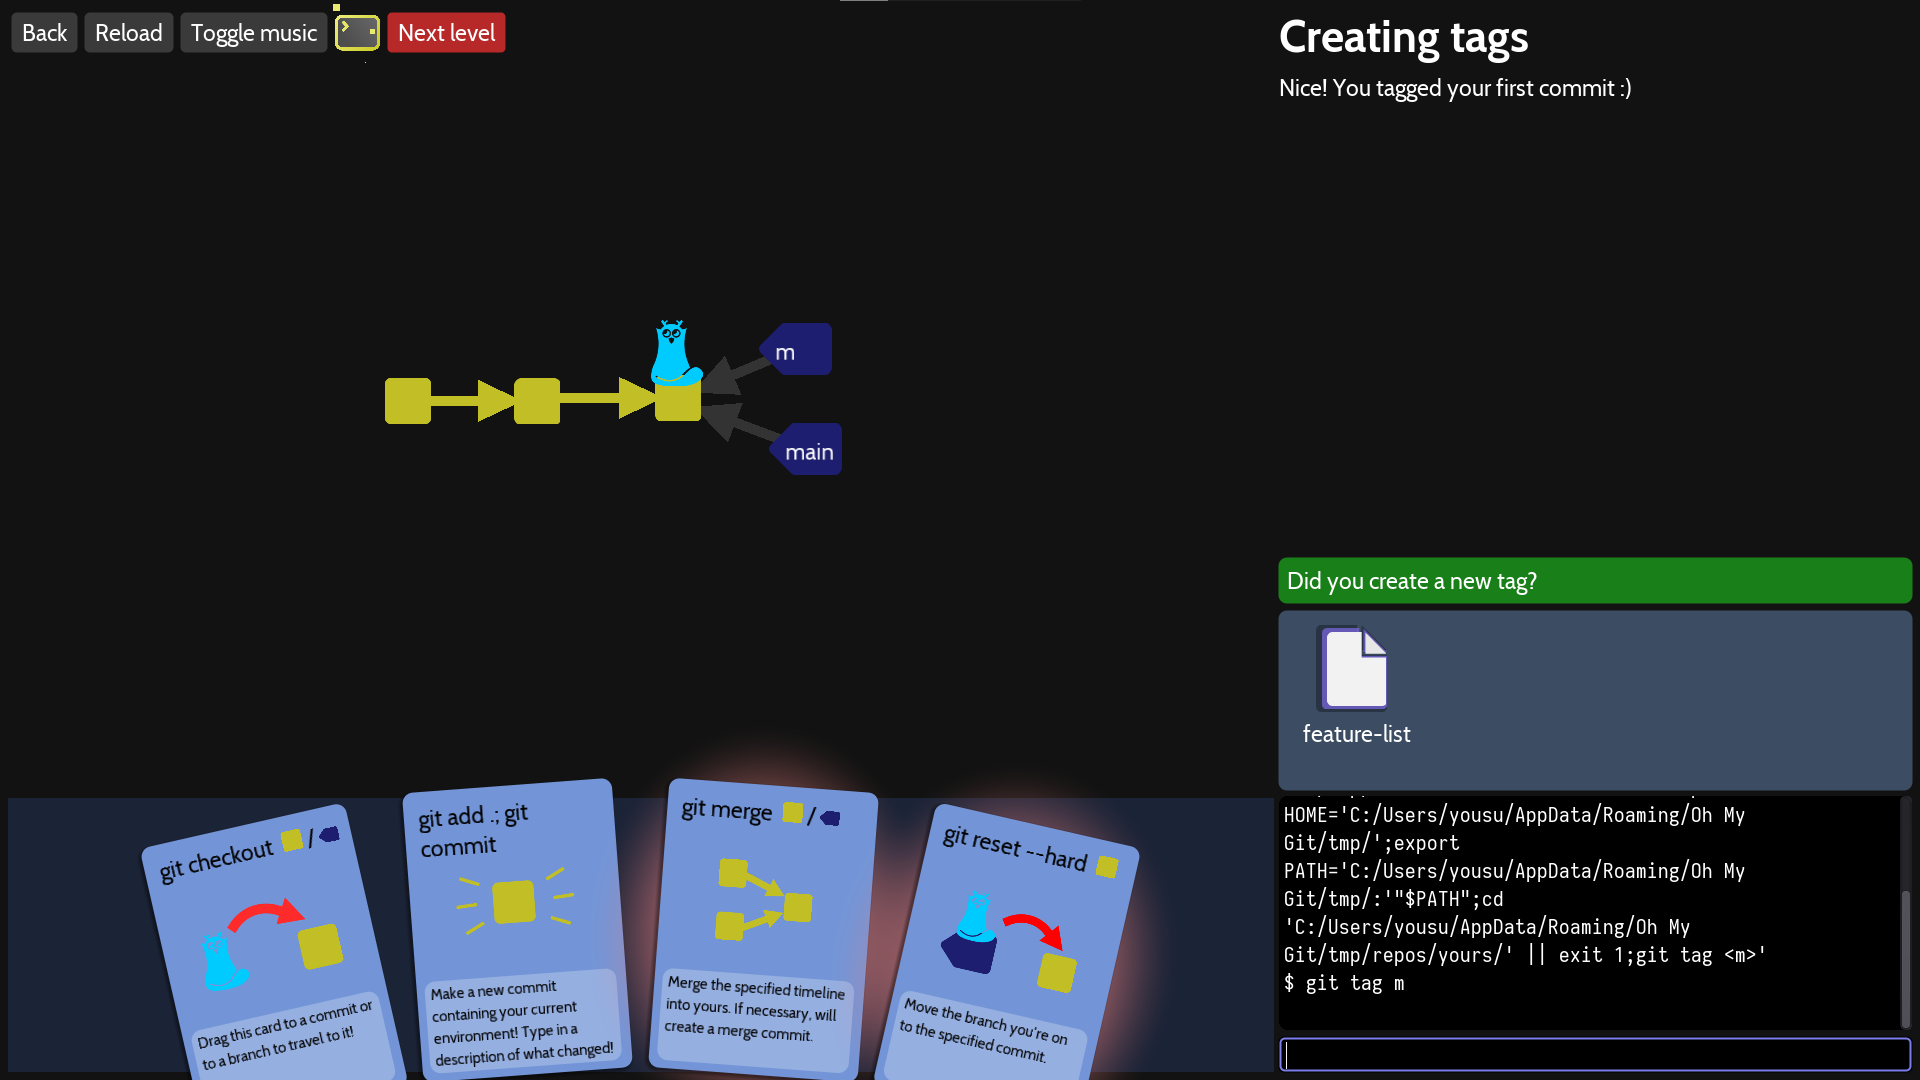 Back
Reload
Toggle music
Next level
Creating tags
Nice! You tagged your first commit :)
m
main
Did you create a new tag?
feature-list
HOME='C:/Users/yousu/AppData/Roaming/Oh My
Git/tmp/';export
PATH='C:/Users/yousu/AppData/Roaming/Oh My
Git/tmp/:'"$PATH";cd
'C:/Users/yousu/AppData/Roaming/Oh My
Git/tmp/repos/yours/' || exit 1;git tag <m>'
$ git tag m
git checkout /
Drag this card to a commit or
to a branch to travel to it!
git add .; git
commit
Make a new commit
containing your current
environment! Type in a
description of what changed!
git merge /
Merge the specified timeline
into yours. If necessary, will
create a merge commit.
git reset --hard
Move the branch you're on
to the specified commit.